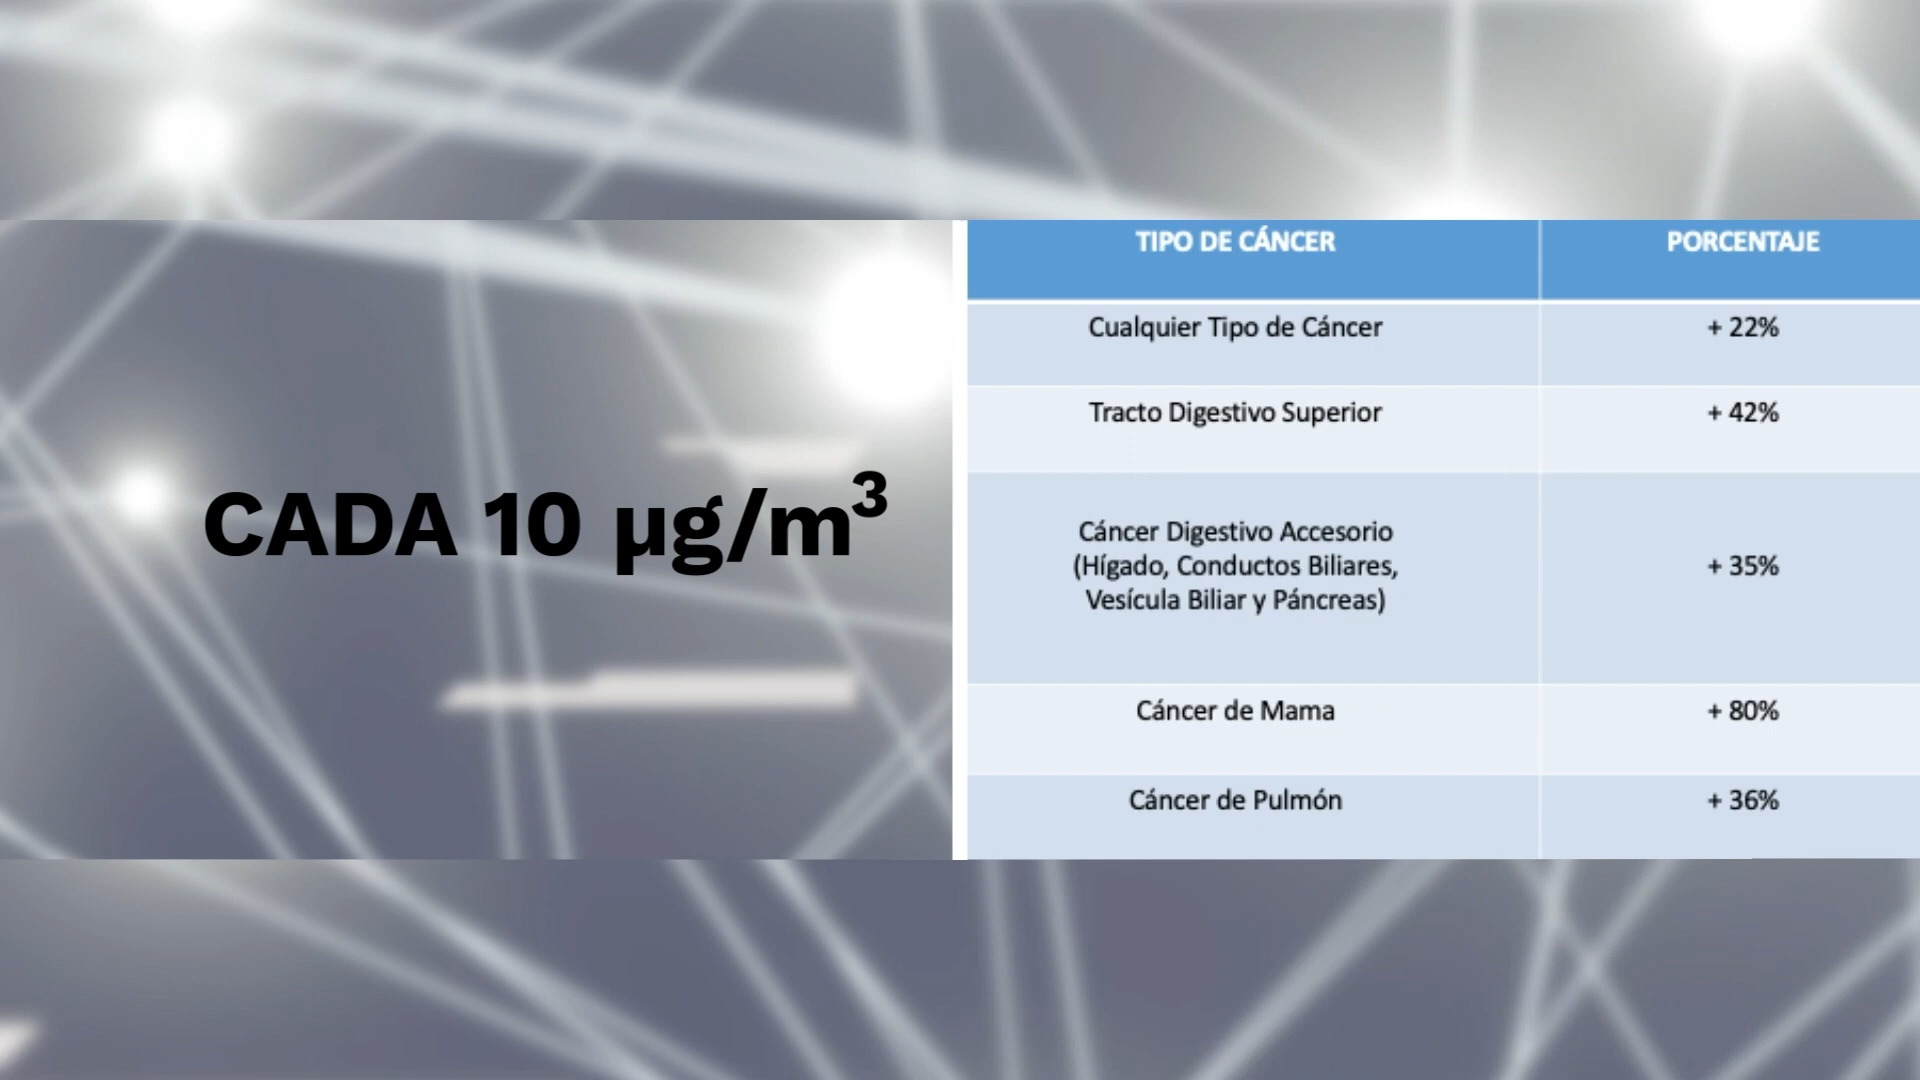 CADA 10 µg/m³
TIPO DE CÁNCER PORCENTAJE
Cualquier Tipo de Cáncer + 22%
Tracto Digestivo Superior + 42%
Cáncer Digestivo Accesorio
(Hígado, Conductos Biliares, + 35%
Vesícula Biliar y Páncreas)
Cáncer de Mama + 80%
Cáncer de Pulmón + 36%